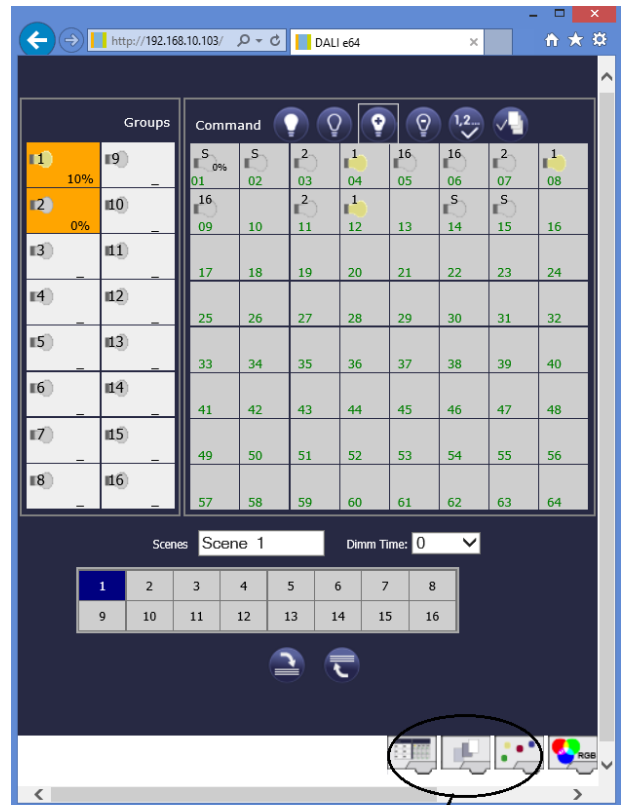 http://192.168.10.103/ DALI e64
Groups Command 1,2...
1 10% 9 _ S 0% 01 S 02 2 03 1 04 16 05 16 06 2 07 1 08
2 0% 10 _ 16 09 10 2 11 1 12 13 S 14 S 15 16
3 _ 11 _ 17 18 19 20 21 22 23 24
4 _ 12 _ 25 26 27 28 29 30 31 32
5 _ 13 _ 33 34 35 36 37 38 39 40
6 _ 14 _ 41 42 43 44 45 46 47 48
7 _ 15 _ 49 50 51 52 53 54 55 56
8 _ 16 _ 57 58 59 60 61 62 63 64
Scenes Scene 1 Dimm Time: 0
1 2 3 4 5 6 7 8
9 10 11 12 13 14 15 16
RGB